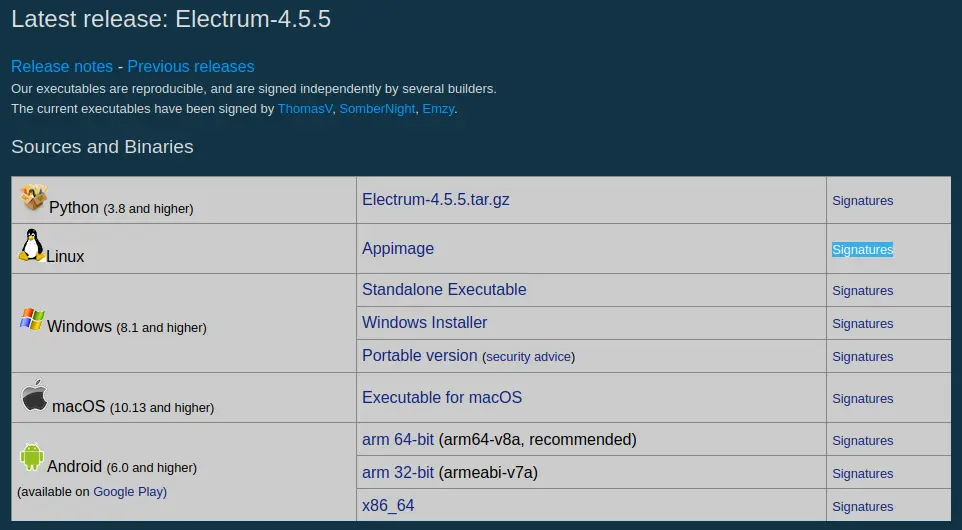 Latest release: Electrum-4.5.5
Release notes - Previous releases
Our executables are reproducible, and are signed independently by several builders.
The current executables have been signed by ThomasV, SomberNight, Emzy.
Sources and Binaries
Python (3.8 and higher) Electrum-4.5.5.tar.gz Signatures
Linux Appimage Signatures
Standalone Executable Signatures
Windows (8.1 and higher) Windows Installer Signatures
Portable version (security advice) Signatures
macOS (10.13 and higher) Executable for macOS Signatures
arm 64-bit (arm64-v8a, recommended) Signatures
Android (6.0 and higher) arm 32-bit (armeabi-v7a) Signatures
(available on Google Play) x86_64 Signatures